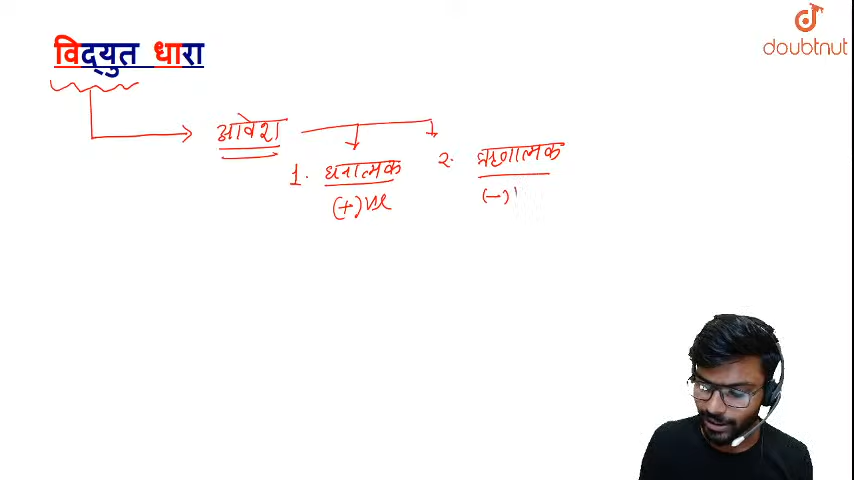 विद्युत धारा
doubtnut
आवेश
1. धनात्मक
2. ऋणात्मक
(+)ve
(-)